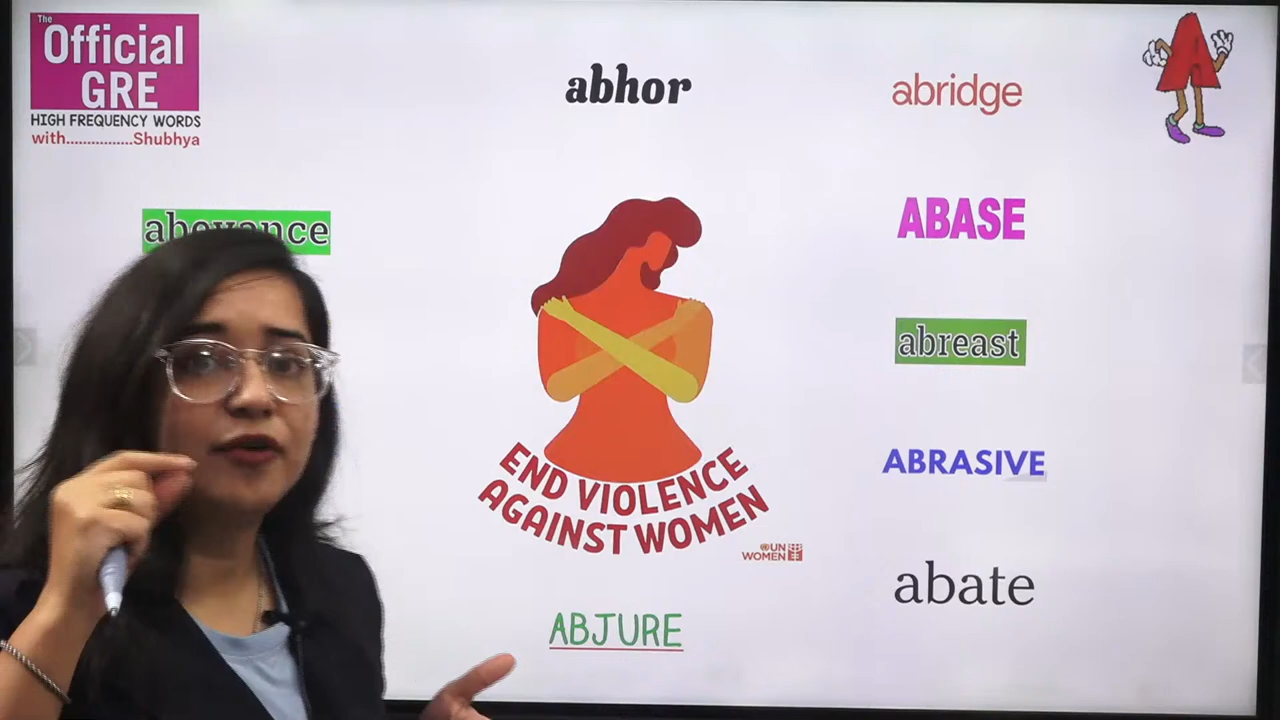 The
Official
GRE
HIGH FREQUENCY WORDS
with................Shubhya
abhor
abridge
abeyance
ABASE
abreast
ABRASIVE
END VIOLENCE
AGAINST WOMEN
UN
WOMEN
abate
ABJURE